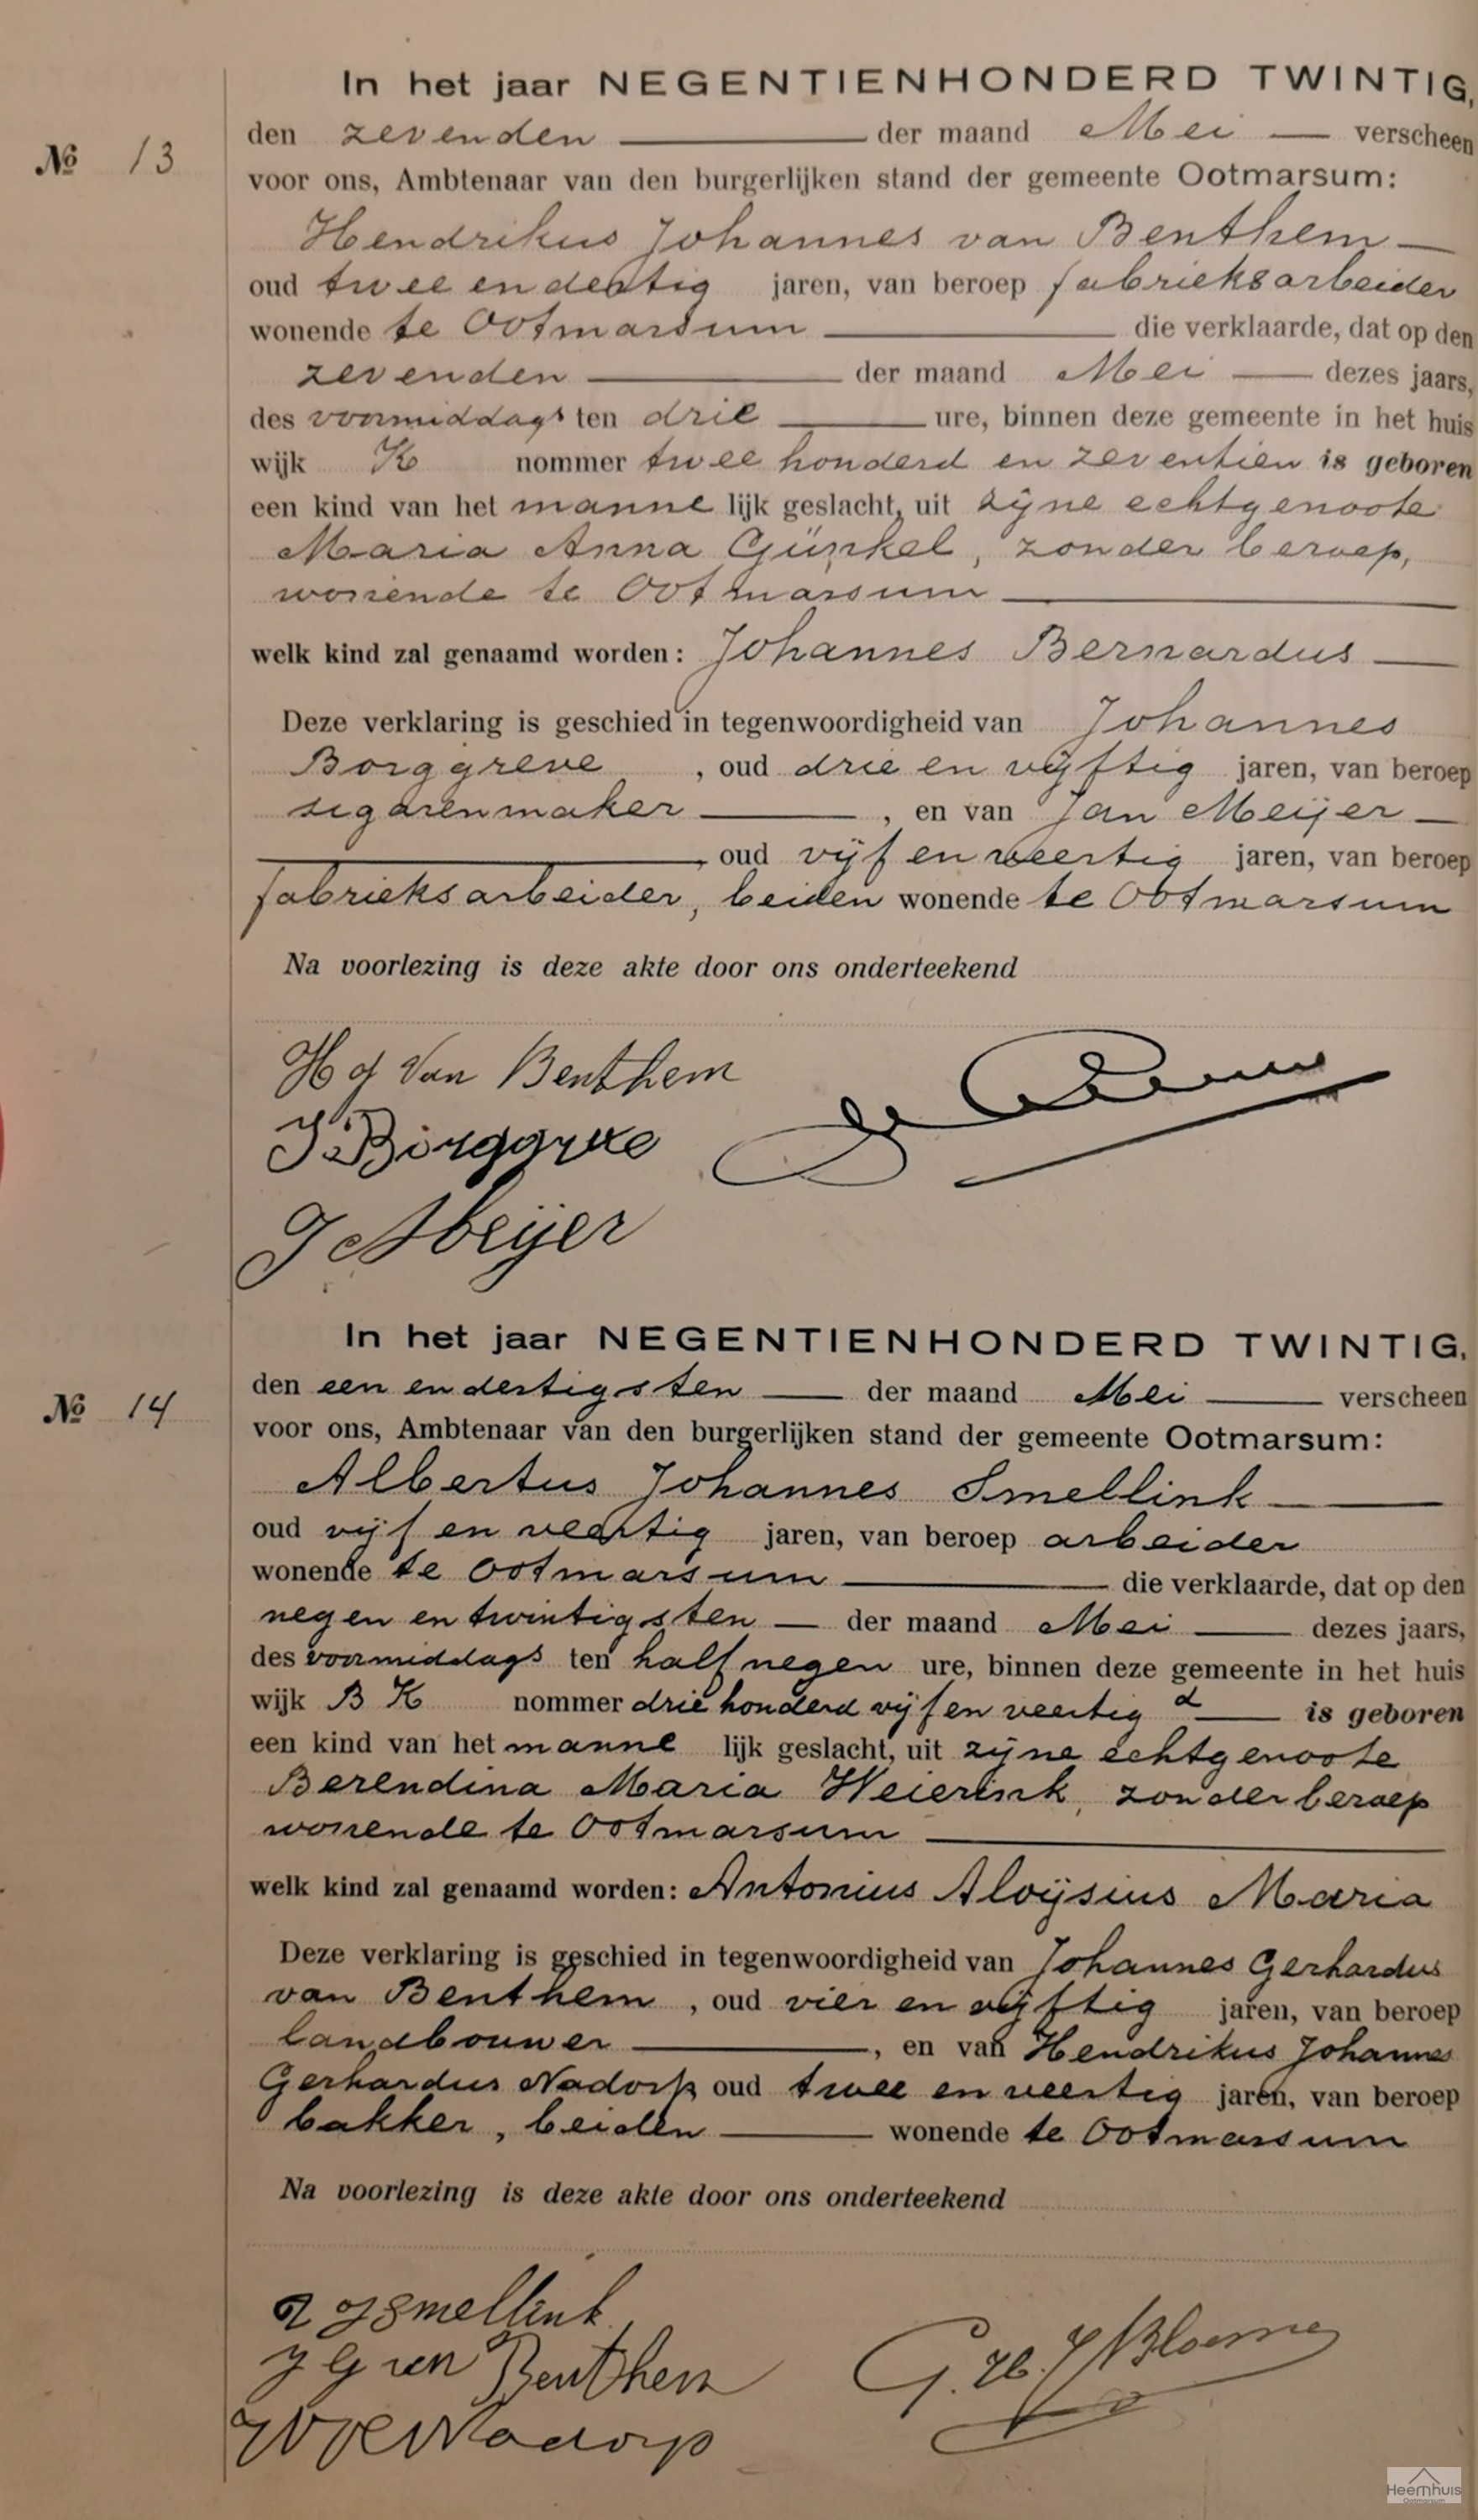 In het jaar NEGENTIENHONDERD TWINTIG,
№ 13
den zevenden der maand Mei verscheen
voor ons, Ambtenaar van den burgerlijken stand der gemeente Ootmarsum:
Hendrikus Johannes van Benthem
oud twee en dertig jaren, van beroep fabrieksarbeider
wonende te Ootmarsum die verklaarde, dat op den
zevenden der maand Mei dezes jaars,
des voormiddags ten drie ure, binnen deze gemeente in het huis
wijk K nommer twee honderd en zeventien is geboren
een kind van het manne lijk geslacht, uit zijne echtgenoote
Maria Anna Günkel, zonder beroep,
wonende te Ootmarsum
welk kind zal genaamd worden: Johannes Bernardus
Deze verklaring is geschied in tegenwoordigheid van Johannes
Borggreve, oud drie en vijftig jaren, van beroep
sigarenmaker, en van Jan Meijer
, oud vijf en veertig jaren, van beroep
fabrieksarbeider, beiden wonende te Ootmarsum
Na voorlezing is deze akte door ons onderteekend
H J van Benthem
J Borggreve
J Meijer
In het jaar NEGENTIENHONDERD TWINTIG,
№ 14
den een en dertigsten der maand Mei verscheen
voor ons, Ambtenaar van den burgerlijken stand der gemeente Ootmarsum:
Albertus Johannes Smellink
oud vijf en veertig jaren, van beroep arbeider
wonende te Ootmarsum die verklaarde, dat op den
negen en twintigsten der maand Mei dezes jaars,
des voormiddags ten half negen ure, binnen deze gemeente in het huis
wijk B K nommer drie honderd vijf en veertig d is geboren
een kind van het manne lijk geslacht, uit zijne echtgenoote
Berendina Maria Weierink, zonder beroep
wonende te Ootmarsum
welk kind zal genaamd worden: Antonius Aloÿsius Maria
Deze verklaring is geschied in tegenwoordigheid van Johannes Gerhardus
van Benthem, oud vier en vijftig jaren, van beroep
landbouwer, en van Hendrikus Johannes
Gerhardus Nadorp oud twee en veertig jaren, van beroep
bakker, beiden wonende te Ootmarsum
Na voorlezing is deze akte door ons onderteekend
A J Smellink
J G van Benthem
G. H. J Bloeme
Nadorp
Heemhuis
Ootmarsum